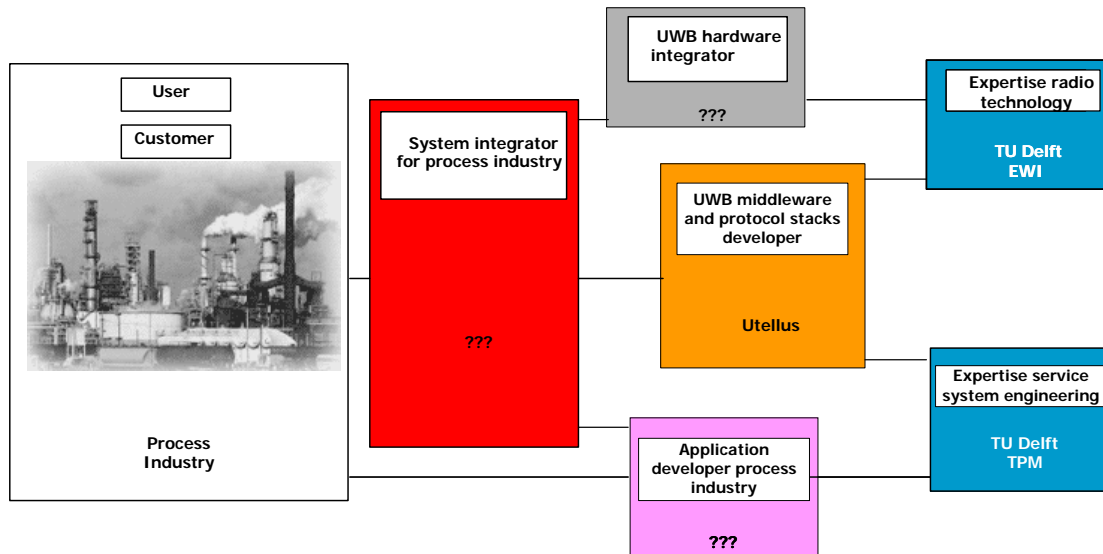 User
Customer
Process
Industry
System integrator
for process industry
???
UWB hardware
integrator
???
UWB middleware
and protocol stacks
developer
Utellus
Application
developer process
industry
???
Expertise radio
technology
TU Delft
EWI
Expertise service
system engineering
TU Delft
TPM